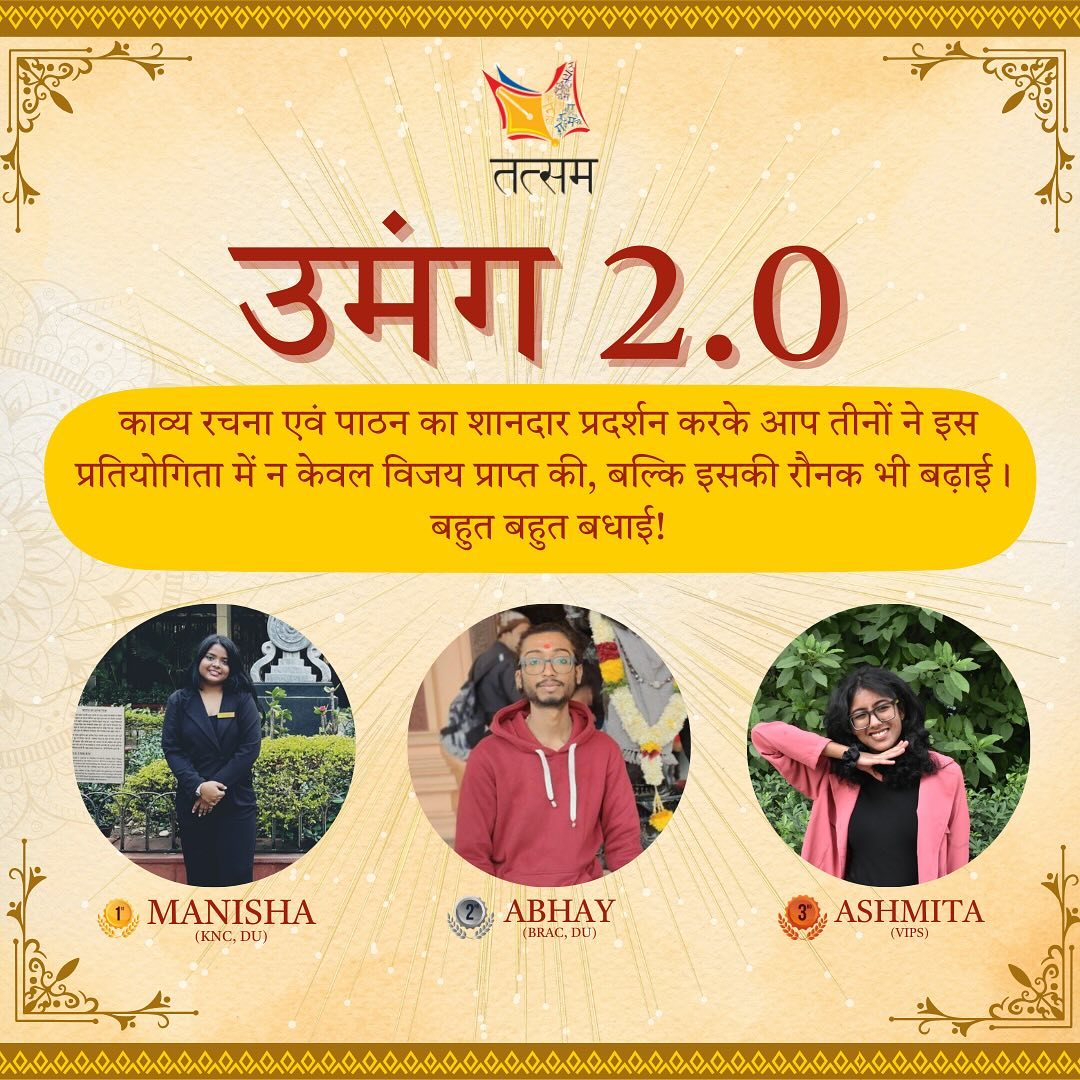 तत्सम
उमंग 2.0
काव्य रचना एवं पाठन का शानदार प्रदर्शन करके आप तीनों ने इस
प्रतियोगिता में न केवल विजय प्राप्त की, बल्कि इसकी रौनक भी बढ़ाई।
बहुत बहुत बधाई!
1st MANISHA
(KNC, DU)
2 ABHAY
(BRAC, DU)
3RD ASHMITA
(VIPS)